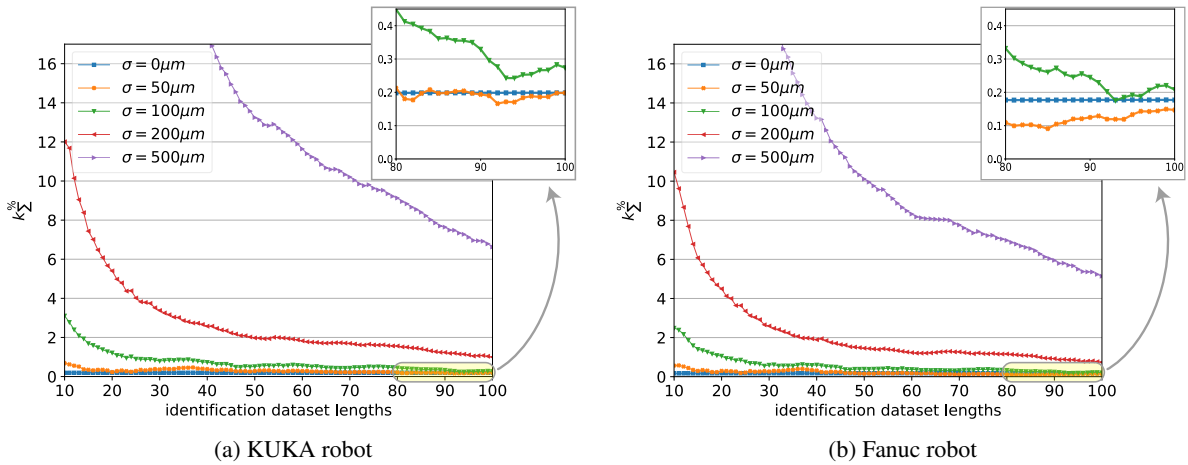 0.4
0.3
0.2
0.1
0.0
80 90 100
16
14
12
10
8
6
4
2
0
k_Σ^%
σ = 0μm
σ = 50μm
σ = 100μm
σ = 200μm
σ = 500μm
10 20 30 40 50 60 70 80 90 100
identification dataset lengths
(a) KUKA robot
0.4
0.3
0.2
0.1
0.0
80 90 100
16
14
12
10
8
6
4
2
0
k_Σ^%
σ = 0μm
σ = 50μm
σ = 100μm
σ = 200μm
σ = 500μm
10 20 30 40 50 60 70 80 90 100
identification dataset lengths
(b) Fanuc robot